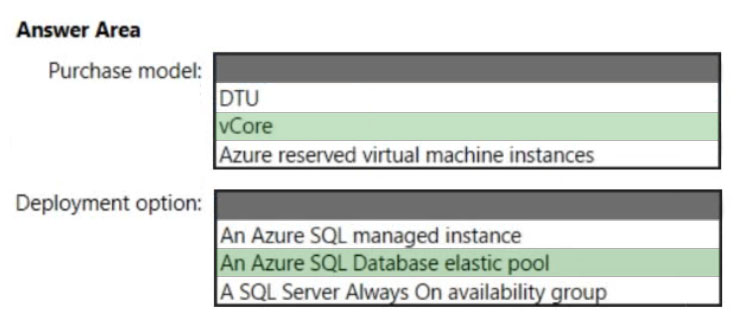 Answer Area
Purchase model:
DTU
vCore
Azure reserved virtual machine instances
Deployment option:
An Azure SQL managed instance
An Azure SQL Database elastic pool
A SQL Server Always On availability group